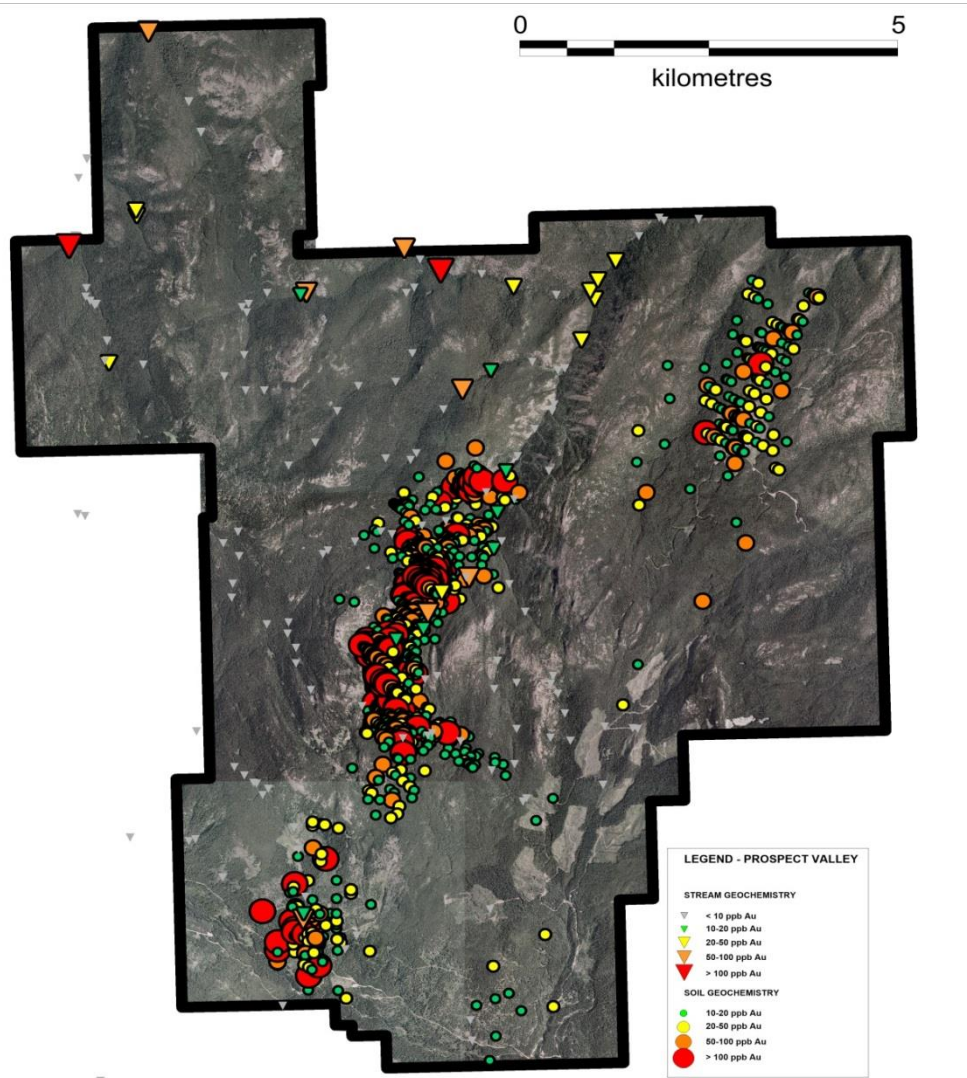 0 5
kilometres
LEGEND - PROSPECT VALLEY
STREAM GEOCHEMISTRY
< 10 ppb Au
10-20 ppb Au
20-50 ppb Au
50-100 ppb Au
> 100 ppb Au
SOIL GEOCHEMISTRY
10-20 ppb Au
20-50 ppb Au
50-100 ppb Au
> 100 ppb Au